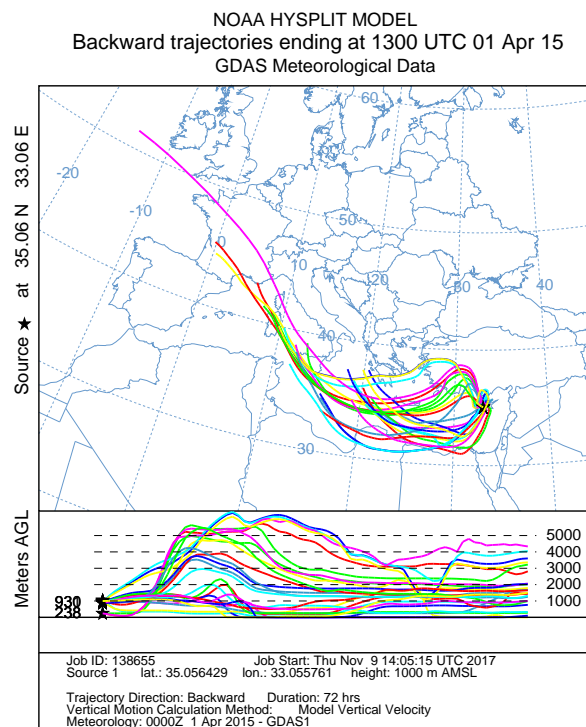 NOAA HYSPLIT MODEL
Backward trajectories ending at 1300 UTC 01 Apr 15
GDAS Meteorological Data
Source ★ at 35.06 N 33.06 E
60
-20
-10
50
0
10
20
30
40
40
30
Meters AGL
5000
4000
3000
2000
1000
930
238
Job ID: 138655 Job Start: Thu Nov 9 14:05:15 UTC 2017
Source 1 lat.: 35.056429 lon.: 33.055761 height: 1000 m AMSL
Trajectory Direction: Backward Duration: 72 hrs
Vertical Motion Calculation Method: Model Vertical Velocity
Meteorology: 0000Z 1 Apr 2015 - GDAS1